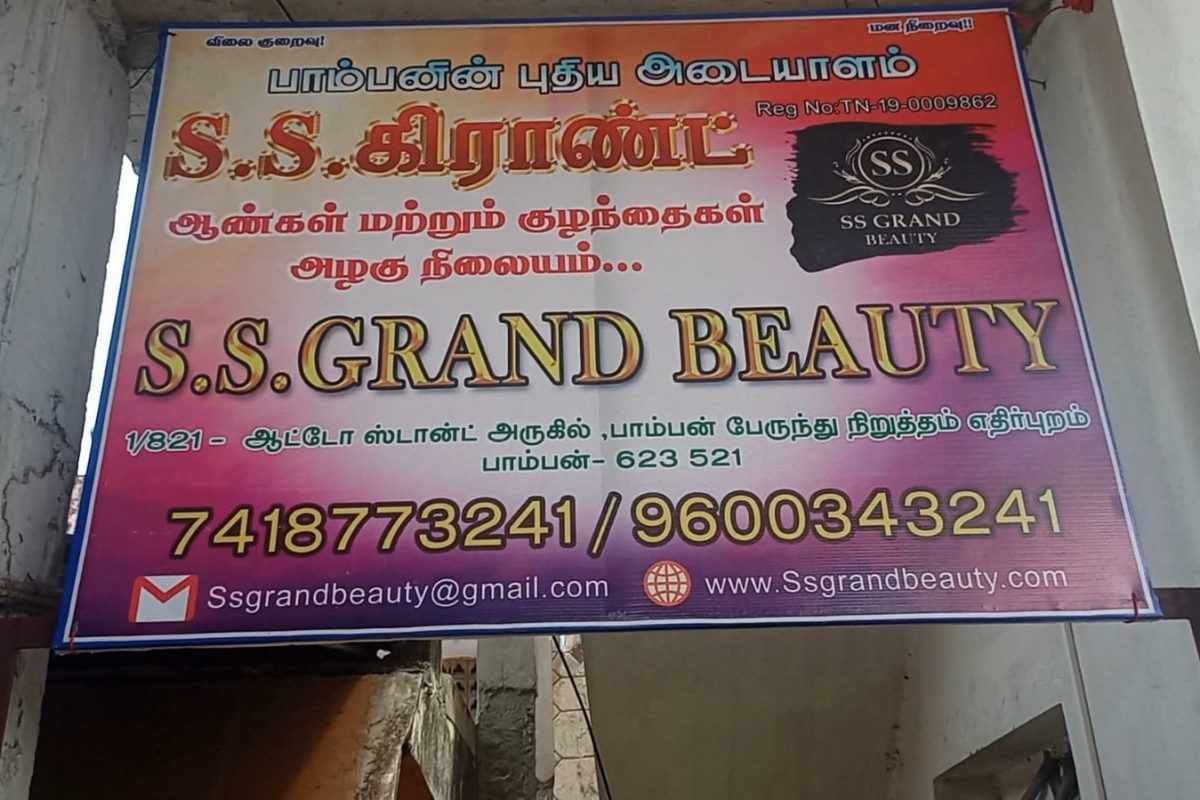 விலை குறைவு!
மன நிறைவு!!
பாம்பனின் புதிய அடையாளம்
Reg No:TN-19-0009862
S.S.கிராண்ட்
SS
SS GRAND
BEAUTY
ஆண்கள் மற்றும் குழந்தைகள்
அழகு நிலையம்...
S.S.GRAND BEAUTY
1/821 - ஆட்டோ ஸ்டான்ட் அருகில் ,பாம்பன் பேருந்து நிறுத்தம் எதிர்புறம்
பாம்பன்- 623 521
7418773241 / 9600343241
Ssgrandbeauty@gmail.com
www.Ssgrandbeauty.com